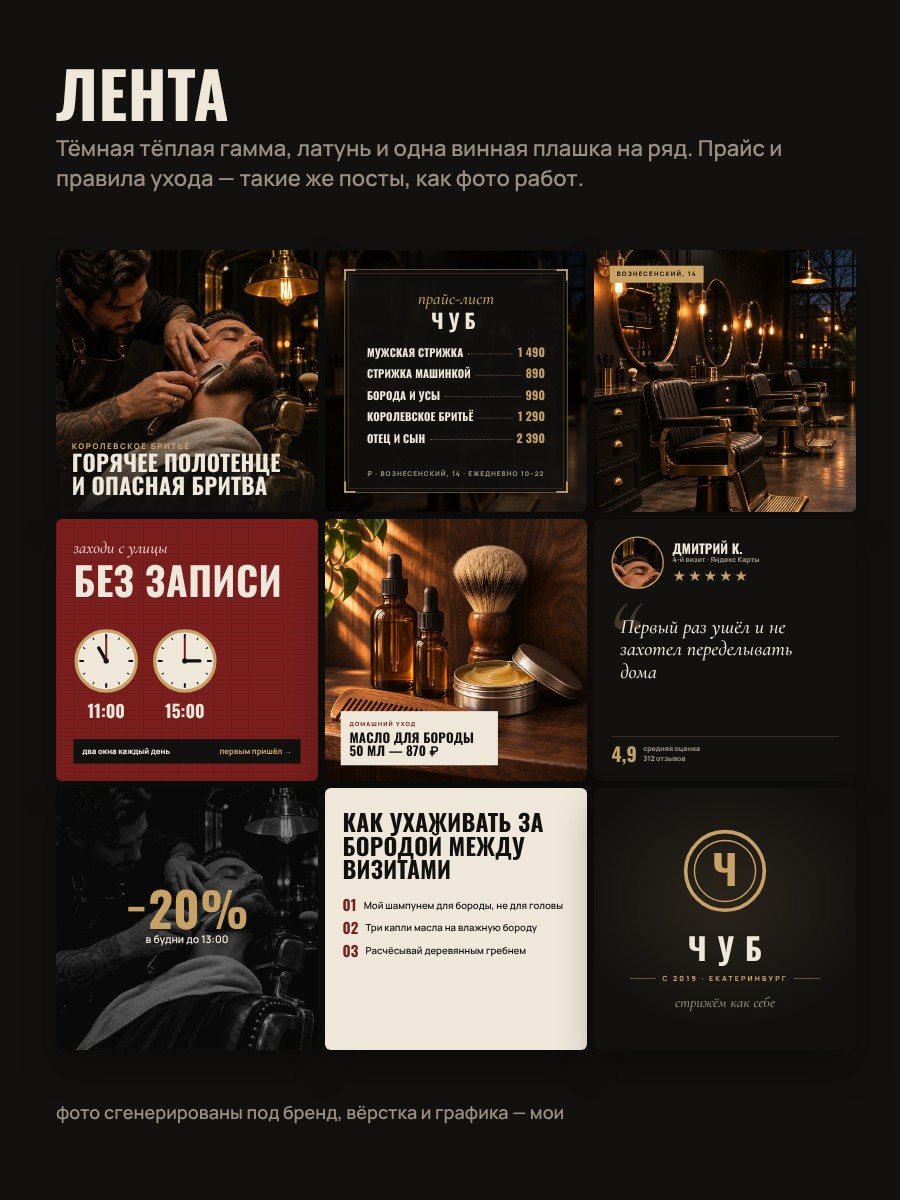 ЛЕНТА
Тёмная тёплая гамма, латунь и одна винная плашка на ряд. Прайс и
правила ухода — такие же посты, как фото работ.
КОРОЛЕВСКОЕ БРИТЬЁ
ГОРЯЧЕЕ ПОЛОТЕНЦЕ
И ОПАСНАЯ БРИТВА
прайс-лист
ЧУБ
МУЖСКАЯ СТРИЖКА 1 490
СТРИЖКА МАШИНКОЙ 890
БОРОДА И УСЫ 990
КОРОЛЕВСКОЕ БРИТЬЁ 1 290
ОТЕЦ И СЫН 2 390
₽ · ВОЗНЕСЕНСКИЙ, 14 · ЕЖЕДНЕВНО 10–22
ВОЗНЕСЕНСКИЙ, 14
заходи с улицы
БЕЗ ЗАПИСИ
11:00 15:00
два окна каждый день первым пришёл →
ДОМАШНИЙ УХОД
МАСЛО ДЛЯ БОРОДЫ
50 МЛ — 870 ₽
ДМИТРИЙ К.
4-й визит · Яндекс Карты
★★★★★
“Первый раз ушёл и не
захотел переделывать
дома
4,9 средняя оценка
312 отзывов
-20%
в будни до 13:00
КАК УХАЖИВАТЬ ЗА
БОРОДОЙ МЕЖДУ
ВИЗИТАМИ
01 Мой шампунем для бороды, не для головы
02 Три капли масла на влажную бороду
03 Расчёсывай деревянным гребнем
Ч
ЧУБ
С 2019 · ЕКАТЕРИНБУРГ
стрижём как себе
фото сгенерированы под бренд, вёрстка и графика — мои